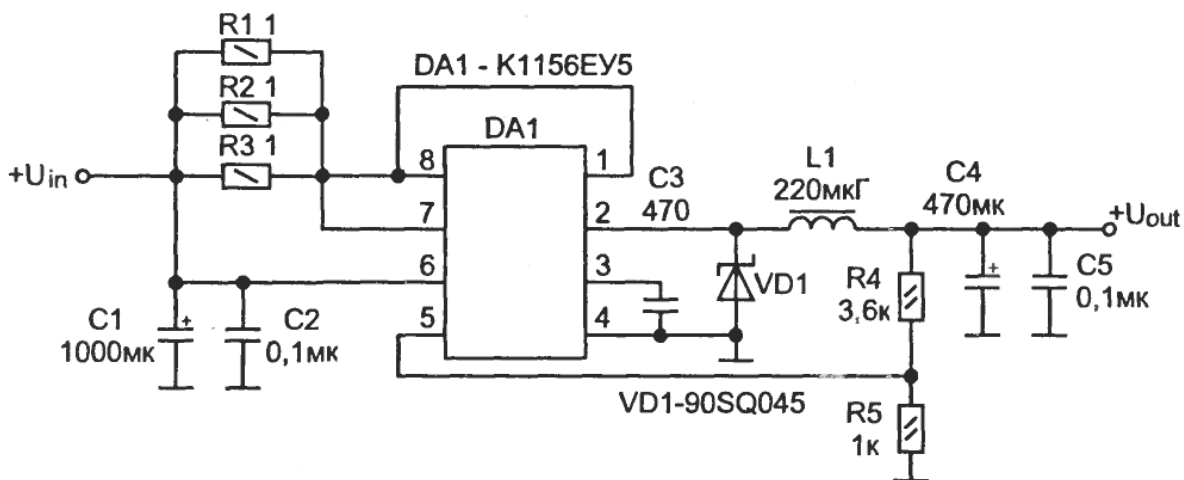 R1 1
R2 1
R3 1
DA1 - К1156ЕУ5
DA1
+Uin
8
7
6
5
1
2
3
4
C3
470
L1
220мкГ
C4
470мк
+Uout
+
C1
1000мк
+
C2
0,1мк
VD1
R4
3,6к
C5
0,1мк
VD1-90SQ045
R5
1к